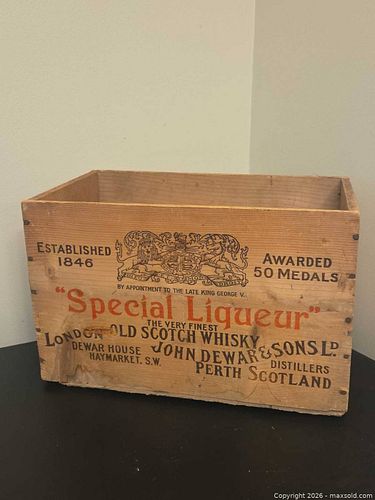 ESTABLISHED
1846
AWARDED
50 MEDALS
BY APPOINTMENT TO THE LATE KING GEORGE V.
"Special Liqueur"
THE VERY FINEST
OLD SCOTCH WHISKY
LONDON
DEWAR HOUSE
HAYMARKET. S.W.
JOHN DEWAR & SONS LD.
DISTILLERS
PERTH SCOTLAND
Copyright 2026 - maxsold.com